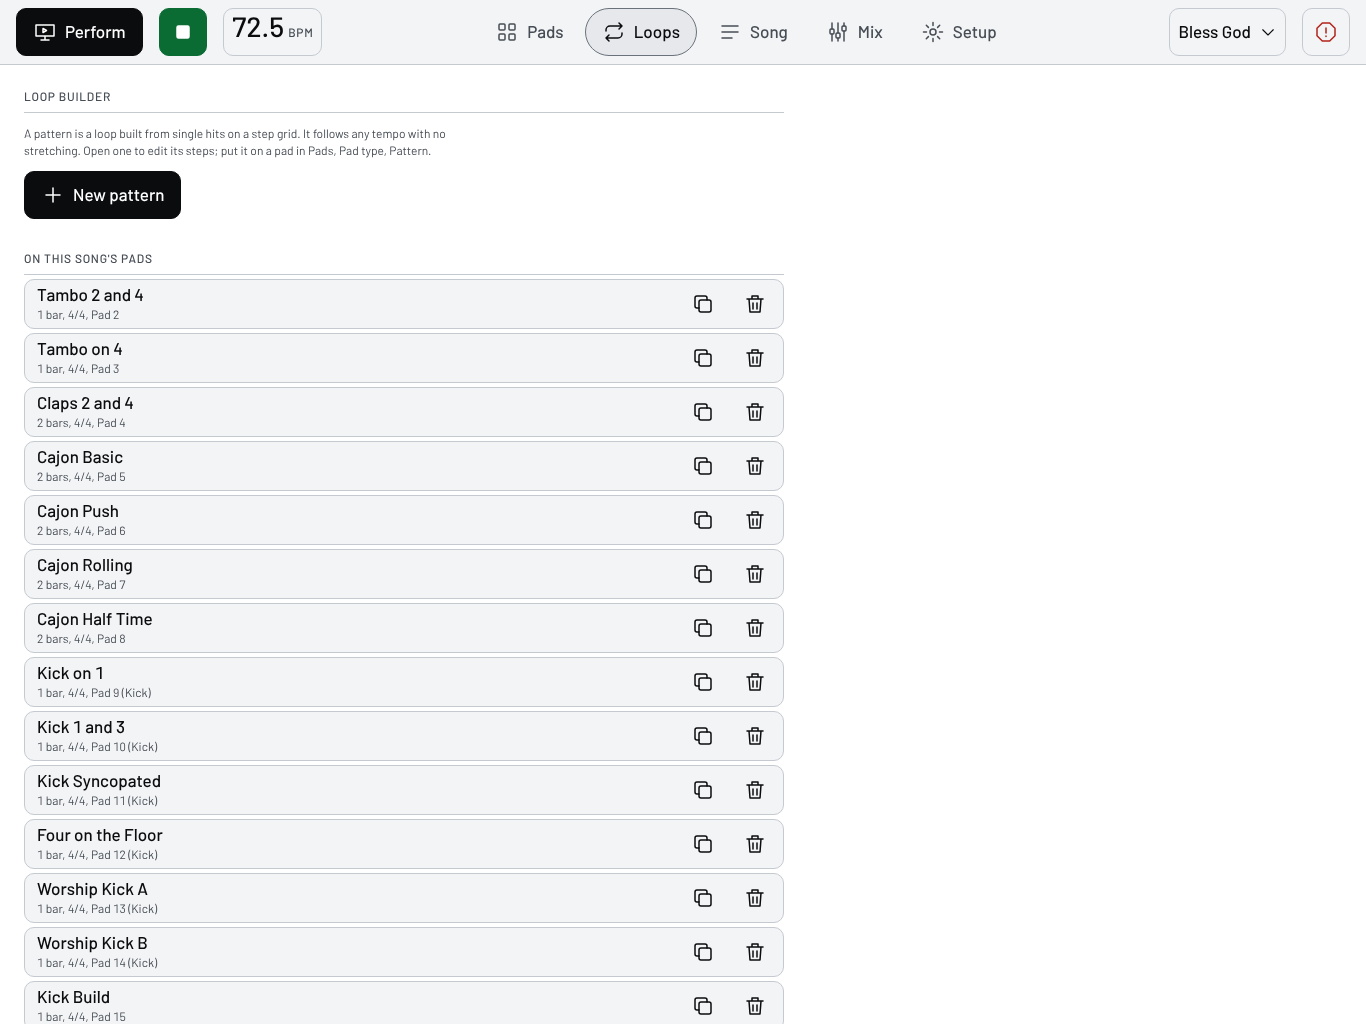 Perform
72.5 BPM
Pads
Loops
Song
Mix
Setup
Bless God
LOOP BUILDER
A pattern is a loop built from single hits on a step grid. It follows any tempo with no
stretching. Open one to edit its steps; put it on a pad in Pads, Pad type, Pattern.
New pattern
ON THIS SONG'S PADS
Tambo 2 and 4
1 bar, 4/4, Pad 2
Tambo on 4
1 bar, 4/4, Pad 3
Claps 2 and 4
2 bars, 4/4, Pad 4
Cajon Basic
2 bars, 4/4, Pad 5
Cajon Push
2 bars, 4/4, Pad 6
Cajon Rolling
2 bars, 4/4, Pad 7
Cajon Half Time
2 bars, 4/4, Pad 8
Kick on 1
1 bar, 4/4, Pad 9 (Kick)
Kick 1 and 3
1 bar, 4/4, Pad 10 (Kick)
Kick Syncopated
1 bar, 4/4, Pad 11 (Kick)
Four on the Floor
1 bar, 4/4, Pad 12 (Kick)
Worship Kick A
1 bar, 4/4, Pad 13 (Kick)
Worship Kick B
1 bar, 4/4, Pad 14 (Kick)
Kick Build
1 bar, 4/4, Pad 15